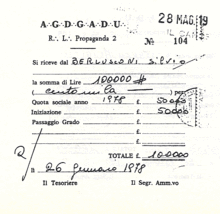 A∴G∴D∴G∴A∴D∴U∴
28 MAG. 19
R∴ L∴ Propaganda 2
№ 104
Si riceve dal BERLUSCONI Silvio
la somma di Lire 100000 #
( centomila ) per:
Quota sociale anno 1978 £. 50000
Iniziazione £. 50000
Passaggio Grado £.
£.
£.
TOTALE £. 100000
lì 26 gennaio 1978
Il Tesoriere Il Segr. Amm.vo